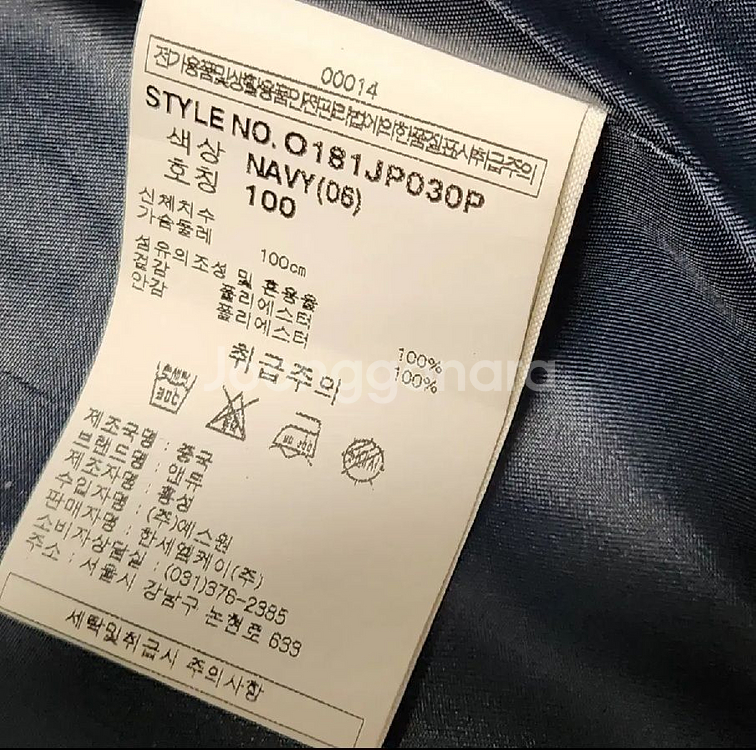 00014
전기용품및생활용품안전관리법에의한품질표시취급주의
STYLE NO. O181JP030P
색상 NAVY(06)
호칭 100
신체치수
가슴둘레 100cm
섬유의조성 및 혼용율
겉감 폴리에스터 100%
안감 폴리에스터 100%
취급주의
제조국명 : 중국
브랜드명 : 앤듀
제조자명 : 풍성
수입자명 : (주)에스원
판매자명 : 한세엠케이(주)
소비자상담실 : (031)376-2385
주소 : 서울시 강남구 논현로 633
세탁및취급시 주의사항
Joonggonara